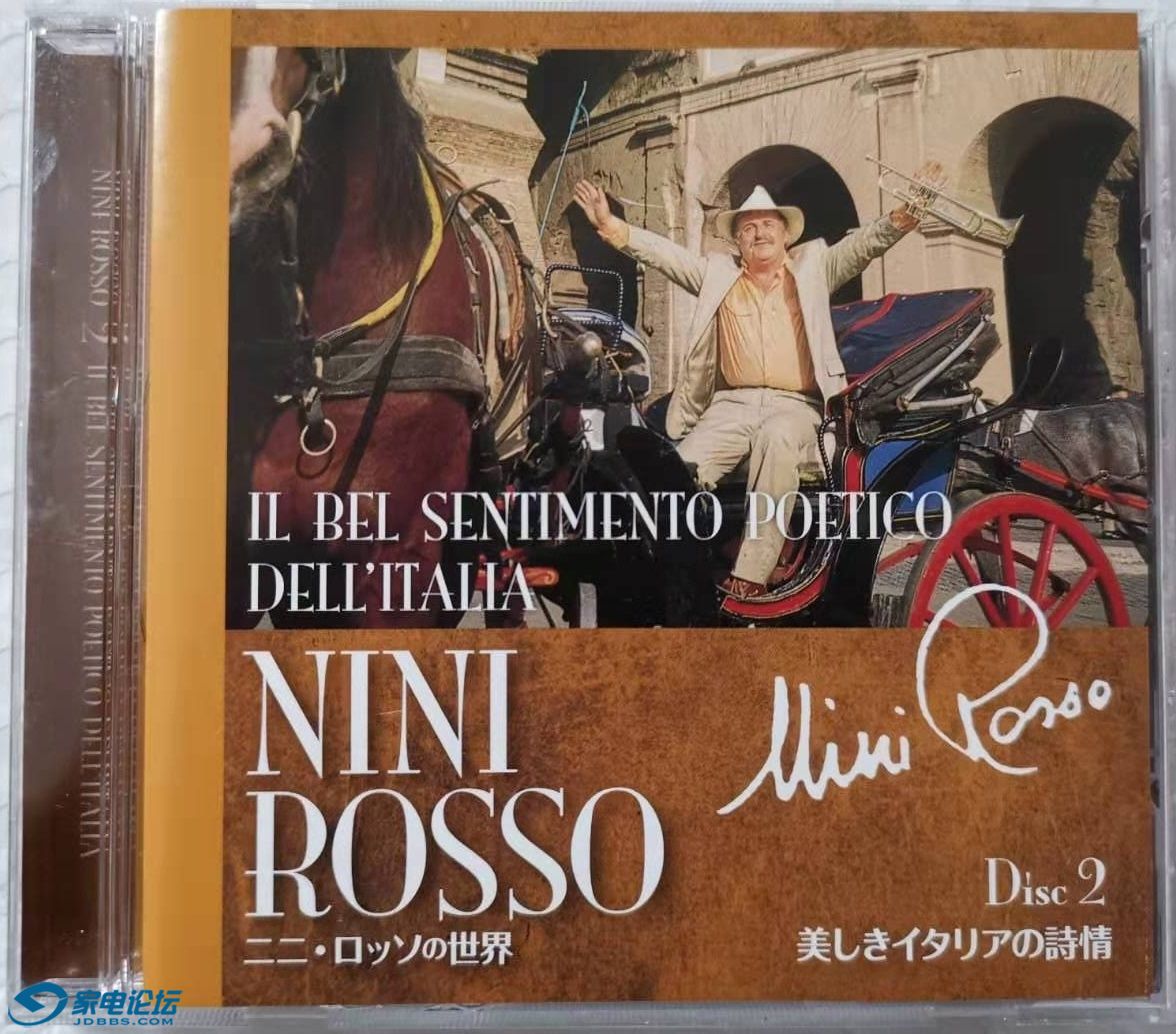 IL BEL SENTIMENTO POETICO
DELL'ITALIA
NINI
ROSSO
ニニ・ロッソの世界
Nini Rosso
Disc 2
美しきイタリアの詩情
NINI ROSSO 2 IL BEL SENTIMENTO POETICO DELL'ITALIA
家电论坛
JDBBS.COM